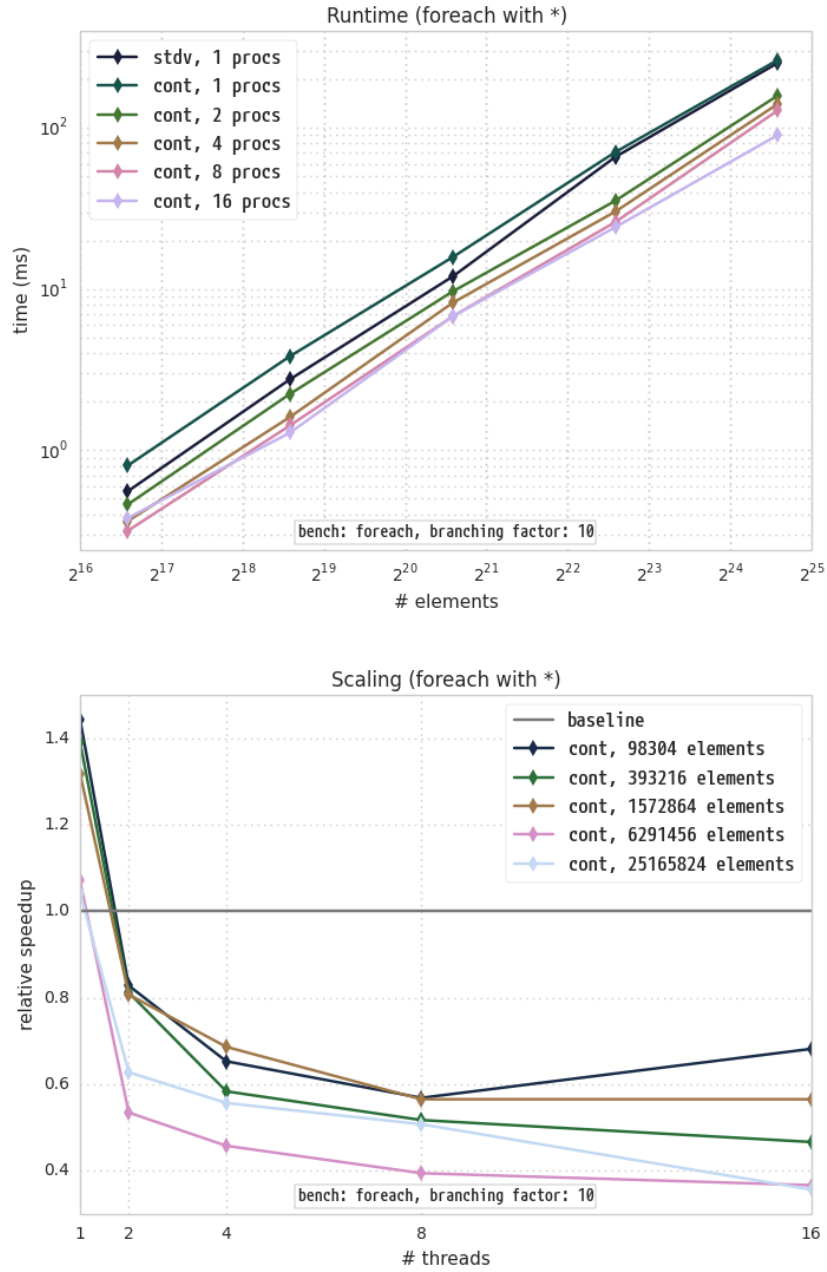 Runtime (foreach with *)
stdv, 1 procs
cont, 1 procs
cont, 2 procs
cont, 4 procs
cont, 8 procs
cont, 16 procs
time (ms)
10²
10¹
10⁰
bench: foreach, branching factor: 10
2¹⁶ 2¹⁷ 2¹⁸ 2¹⁹ 2²⁰ 2²¹ 2²² 2²³ 2²⁴ 2²⁵
# elements
Scaling (foreach with *)
baseline
cont, 98304 elements
cont, 393216 elements
cont, 1572864 elements
cont, 6291456 elements
cont, 25165824 elements
relative speedup
1.4
1.2
1.0
0.8
0.6
0.4
bench: foreach, branching factor: 10
1 2 4 8 16
# threads